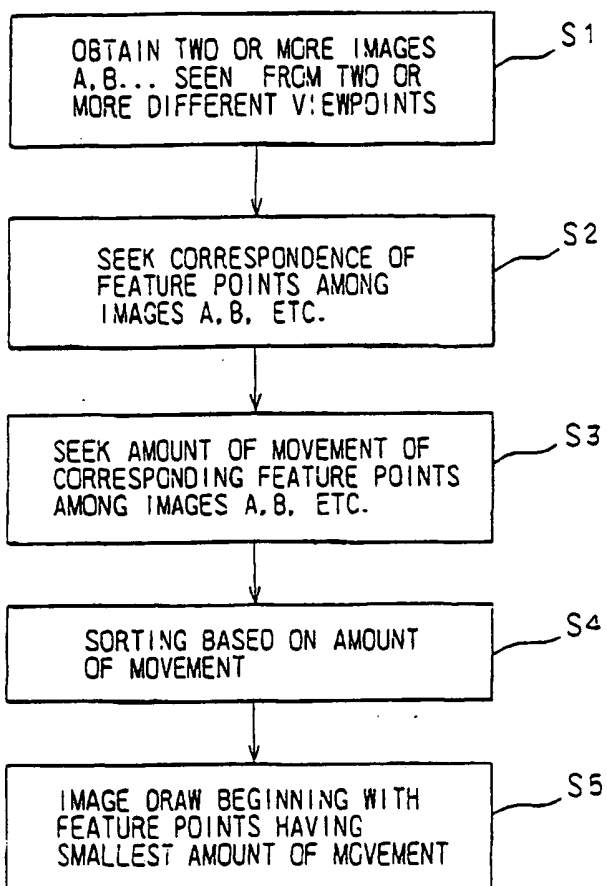 OBTAIN TWO OR MORE IMAGES
A,B... SEEN FROM TWO OR
MORE DIFFERENT VIEWPOINTS
S1
SEEK CORRESPONDENCE OF
FEATURE POINTS AMONG
IMAGES A,B, ETC.
S2
SEEK AMOUNT OF MOVEMENT OF
CORRESPONDING FEATURE POINTS
AMONG IMAGES A,B, ETC.
S3
SORTING BASED ON AMOUNT
OF MOVEMENT
S4
IMAGE DRAW BEGINNING WITH
FEATURE POINTS HAVING
SMALLEST AMOUNT OF MOVEMENT
S5